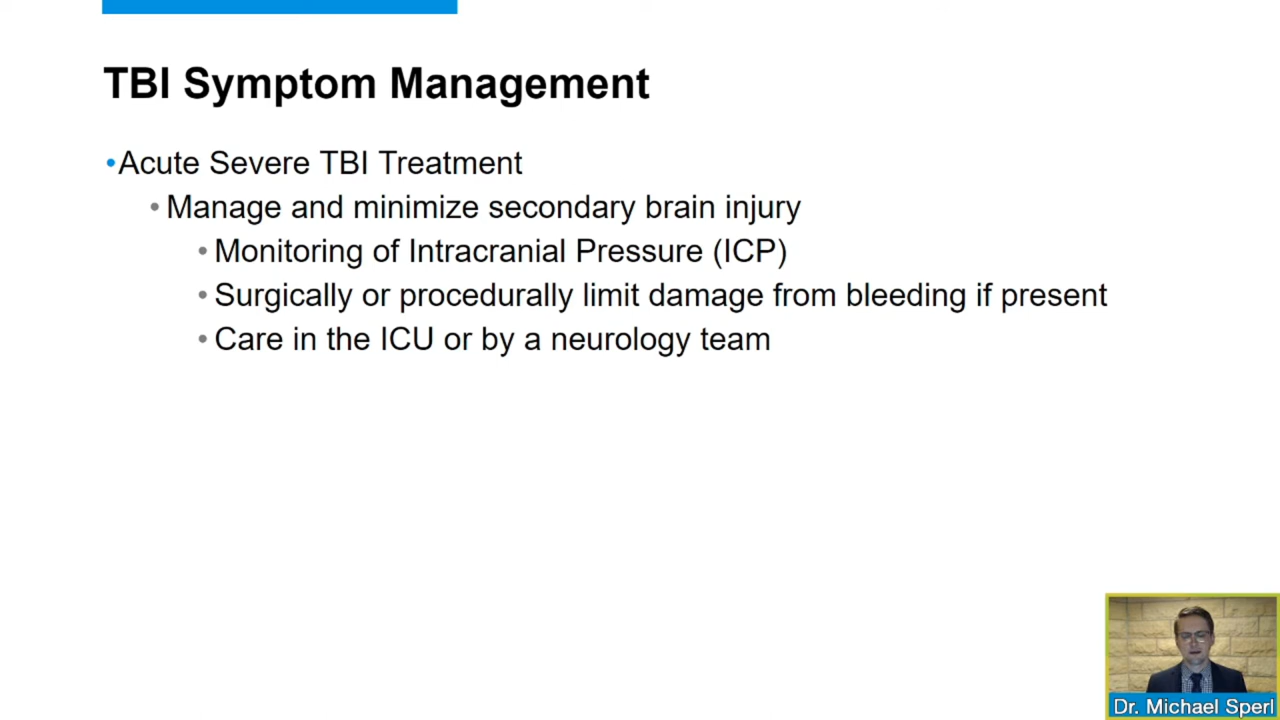 TBI Symptom Management
•Acute Severe TBI Treatment
• Manage and minimize secondary brain injury
• Monitoring of Intracranial Pressure (ICP)
• Surgically or procedurally limit damage from bleeding if present
• Care in the ICU or by a neurology team
Dr. Michael Sperl